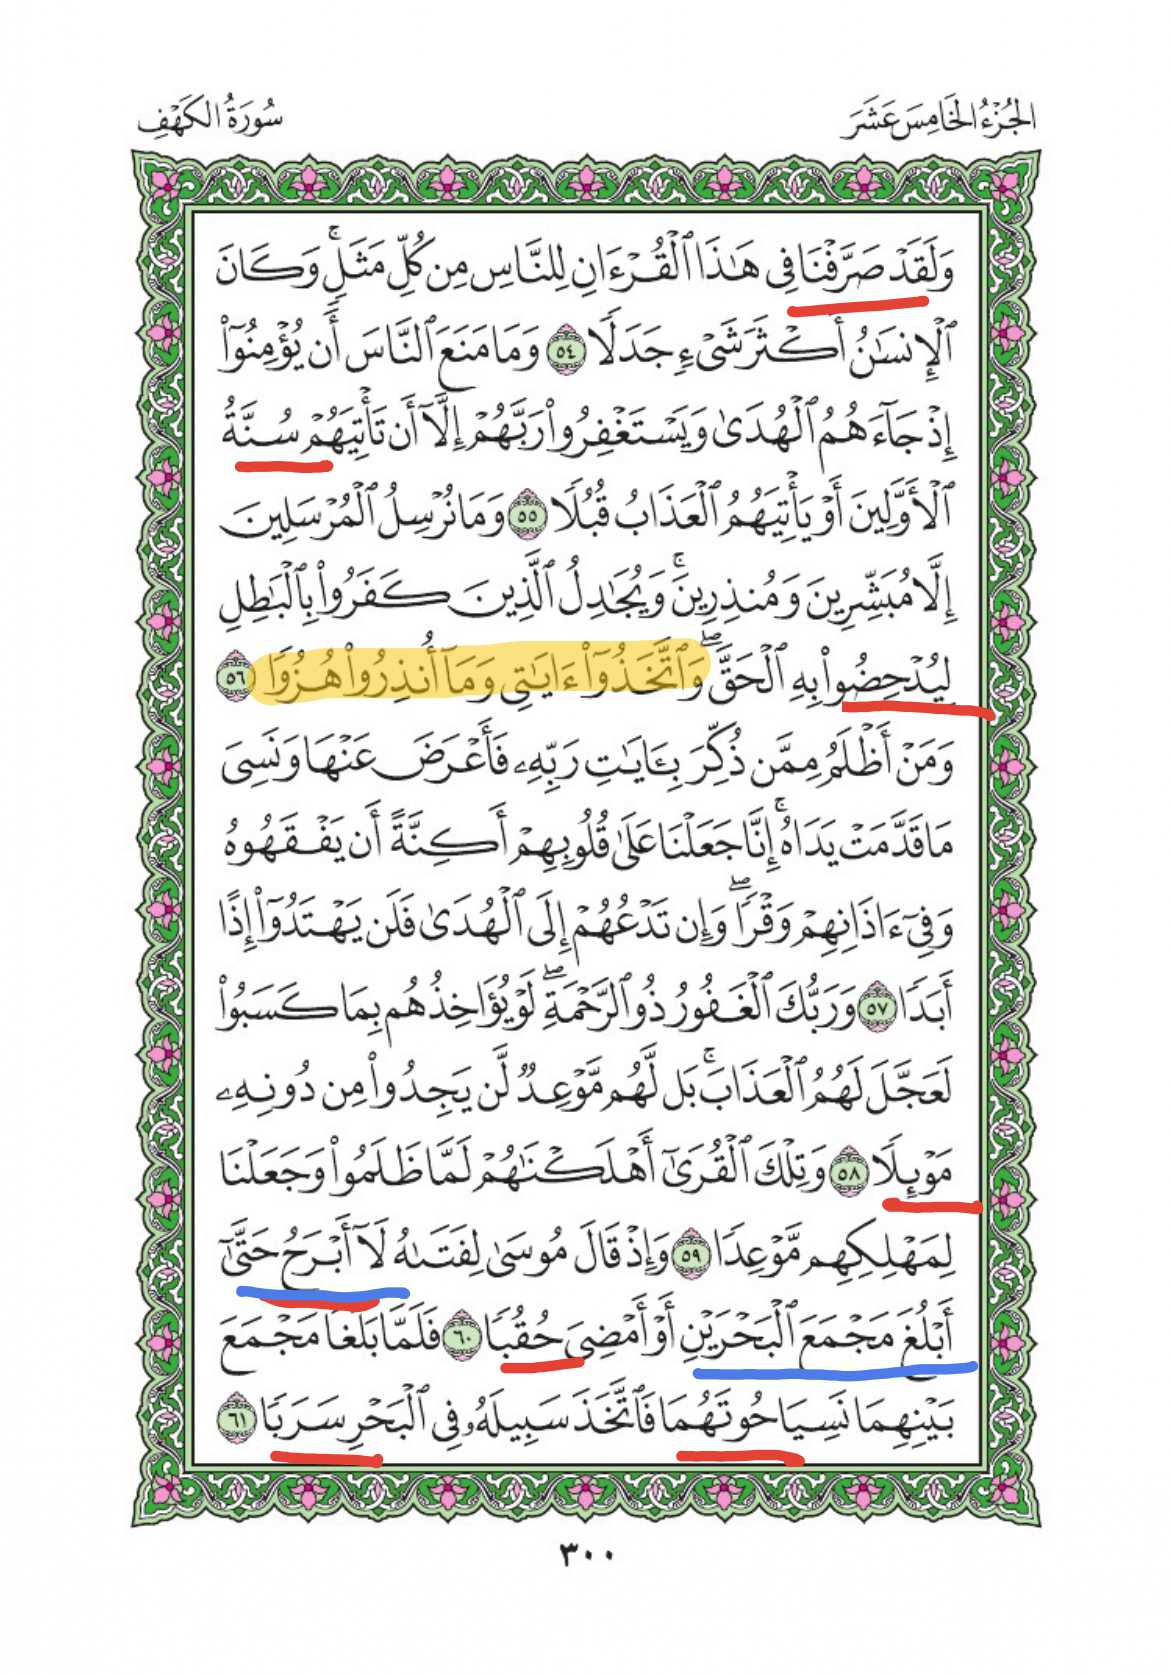 الجُزْءُ الخَامِسَ عَشَرَ
سُورَةُ الكَهْفِ
وَلَقَدْ صَرَّفْنَا فِي هَٰذَا ٱلْقُرْءَانِ لِلنَّاسِ مِن كُلِّ مَثَلٍۚ وَكَانَ
ٱلْإِنسَٰنُ أَكْثَرَ شَىْءٍ جَدَلًا ٥٤ وَمَا مَنَعَ ٱلنَّاسَ أَن يُؤْمِنُوٓا۟
إِذْ جَآءَهُمُ ٱلْهُدَىٰ وَيَسْتَغْفِرُوا۟ رَبَّهُمْ إِلَّآ أَن تَأْتِيَهُمْ سُنَّةُ
ٱلْأَوَّلِينَ أَوْ يَأْتِيَهُمُ ٱلْعَذَابُ قُبُلًا ٥٥ وَمَا نُرْسِلُ ٱلْمُرْسَلِينَ
إِلَّا مُبَشِّرِينَ وَمُنذِرِينَۚ وَيُجَٰدِلُ ٱلَّذِينَ كَفَرُوا۟ بِٱلْبَٰطِلِ
لِيُدْحِضُوا۟ بِهِ ٱلْحَقَّۖ وَٱتَّخَذُوٓا۟ ءَايَٰتِى وَمَآ أُنذِرُوا۟ هُزُوًا ٥٦
وَمَنْ أَظْلَمُ مِمَّن ذُكِّرَ بِـَٔايَٰتِ رَبِّهِۦ فَأَعْرَضَ عَنْهَا وَنَسِىَ
مَا قَدَّمَتْ يَدَاهُۚ إِنَّا جَعَلْنَا عَلَىٰ قُلُوبِهِمْ أَكِنَّةً أَن يَفْقَهُوهُ
وَفِىٓ ءَاذَانِهِمْ وَقْرًاۖ وَإِن تَدْعُهُمْ إِلَى ٱلْهُدَىٰ فَلَن يَهْتَدُوٓا۟ إِذًا
أَبَدًا ٥٧ وَرَبُّكَ ٱلْغَفُورُ ذُو ٱلرَّحْمَةِۖ لَوْ يُؤَاخِذُهُم بِمَا كَسَبُوا۟
لَعَجَّلَ لَهُمُ ٱلْعَذَابَۚ بَل لَّهُم مَّوْعِدٌ لَّن يَجِدُوا۟ مِن دُونِهِۦ
مَوْئِلًا ٥٨ وَتِلْكَ ٱلْقُرَىٰٓ أَهْلَكْنَٰهُمْ لَمَّا ظَلَمُوا۟ وَجَعَلْنَا
لِمَهْلِكِهِم مَّوْعِدًا ٥٩ وَإِذْ قَالَ مُوسَىٰ لِفَتَىٰهُ لَآ أَبْرَحُ حَتَّىٰٓ
أَبْلُغَ مَجْمَعَ ٱلْبَحْرَيْنِ أَوْ أَمْضِىَ حُقُبًا ٦٠ فَلَمَّا بَلَغَا مَجْمَعَ
بَيْنِهِمَا نَسِيَا حُوتَهُمَا فَٱتَّخَذَ سَبِيلَهُۥ فِى ٱلْبَحْرِ سَرَبًا ٦١
٣٠٠